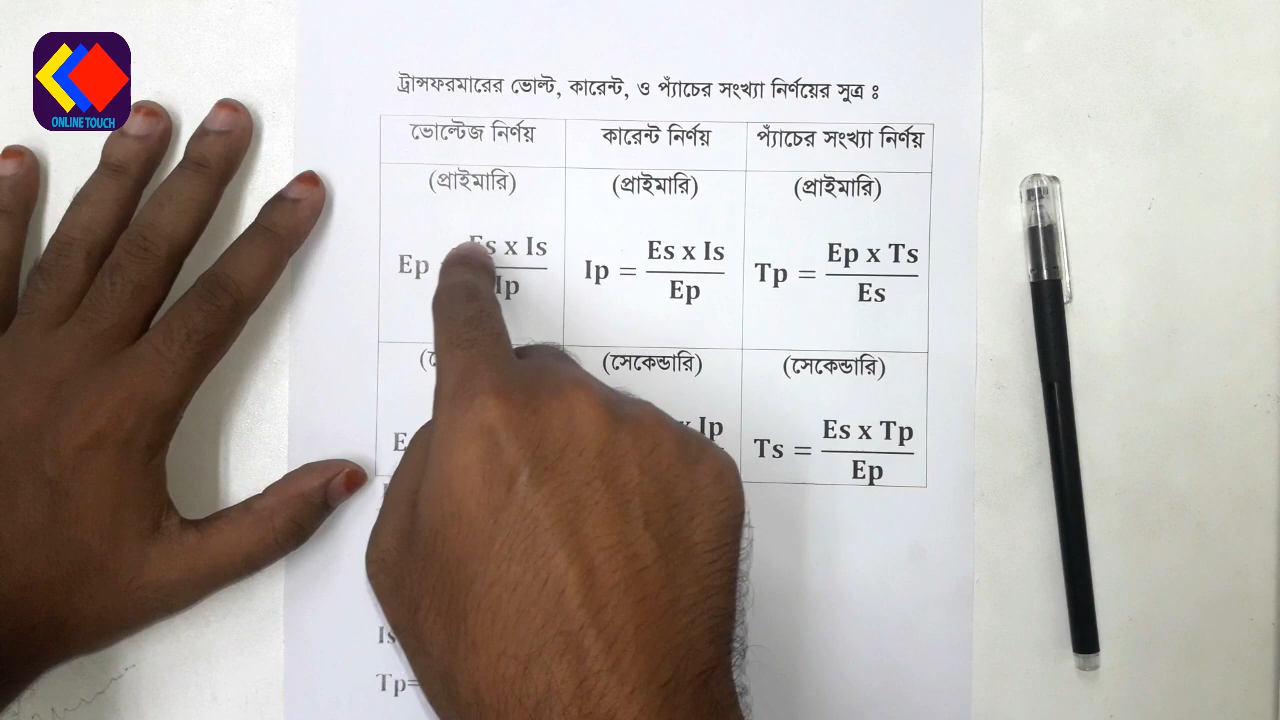 ONLINE TOUCH
ট্রান্সফরমারের ভোল্ট, কারেন্ট, ও প্যাঁচের সংখ্যা নির্ণয়ের সূত্র ঃ
ভোল্টেজ নির্ণয় কারেন্ট নির্ণয় প্যাঁচের সংখ্যা নির্ণয়
(প্রাইমারি) (প্রাইমারি) (প্রাইমারি)
Es x Is Es x Is Ep x Ts
Ep Ip = Tp =
Ip Ep Es
(সেকেন্ডারি) (সেকেন্ডারি)
x Ip Es x Tp
Ts =
Ep
Is
Tp=